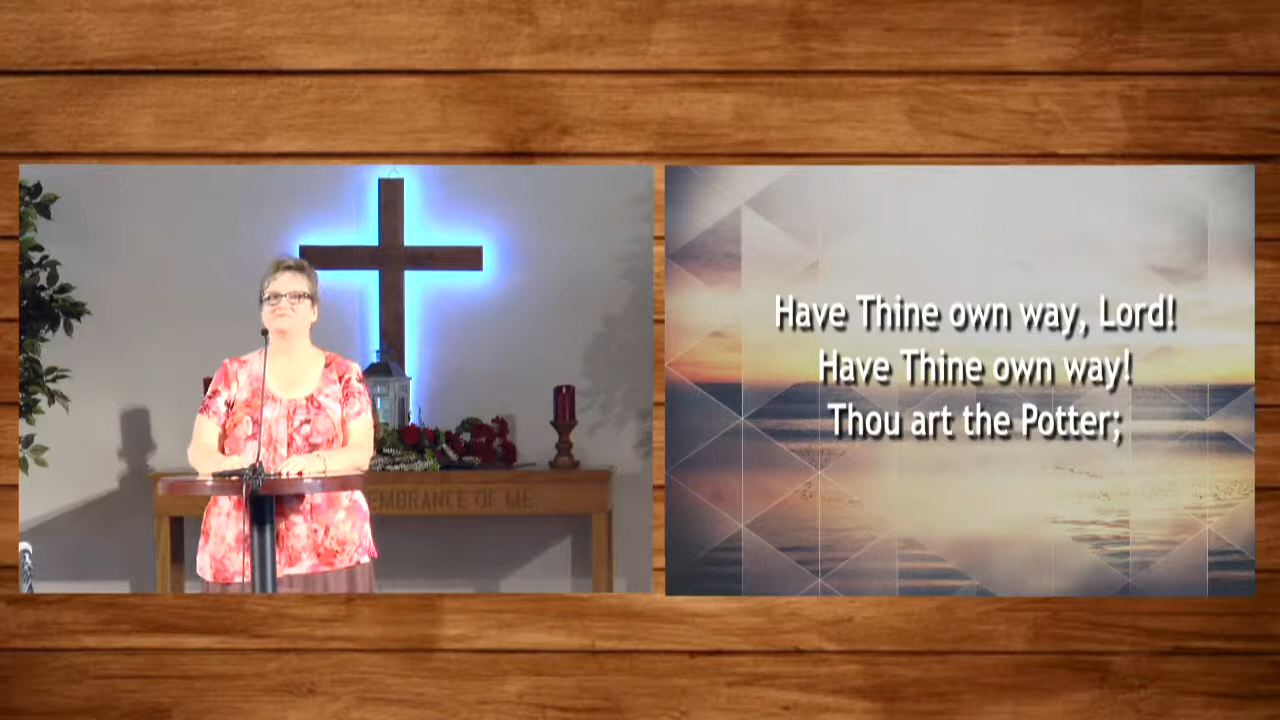 EMBRANCE OF ME
Have Thine own way, Lord!
Have Thine own way!
Thou art the Potter;